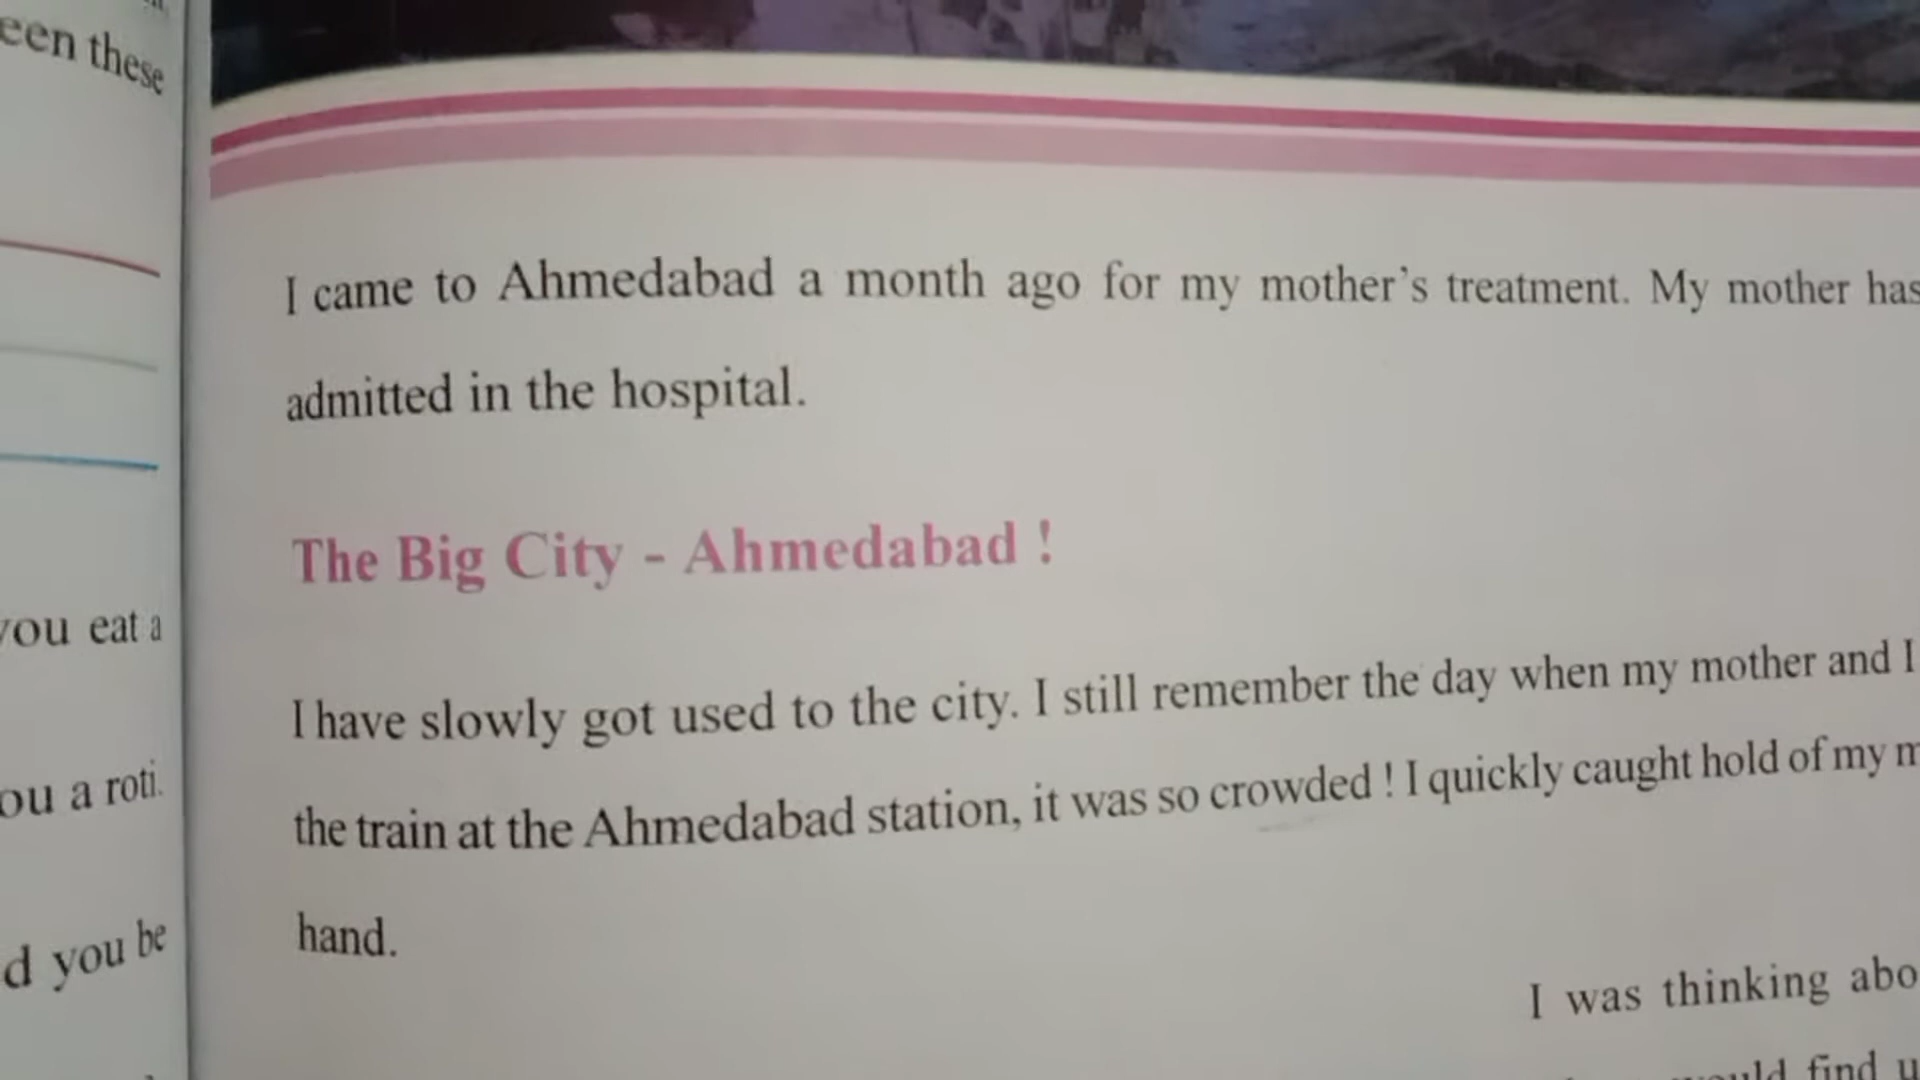 een these
you eat a
ou a roti.
d you be
I came to Ahmedabad a month ago for my mother's treatment. My mother has
admitted in the hospital.
The Big City - Ahmedabad !
I have slowly got used to the city. I still remember the day when my mother and I
the train at the Ahmedabad station, it was so crowded ! I quickly caught hold of my m
hand.
I was thinking abo
find u